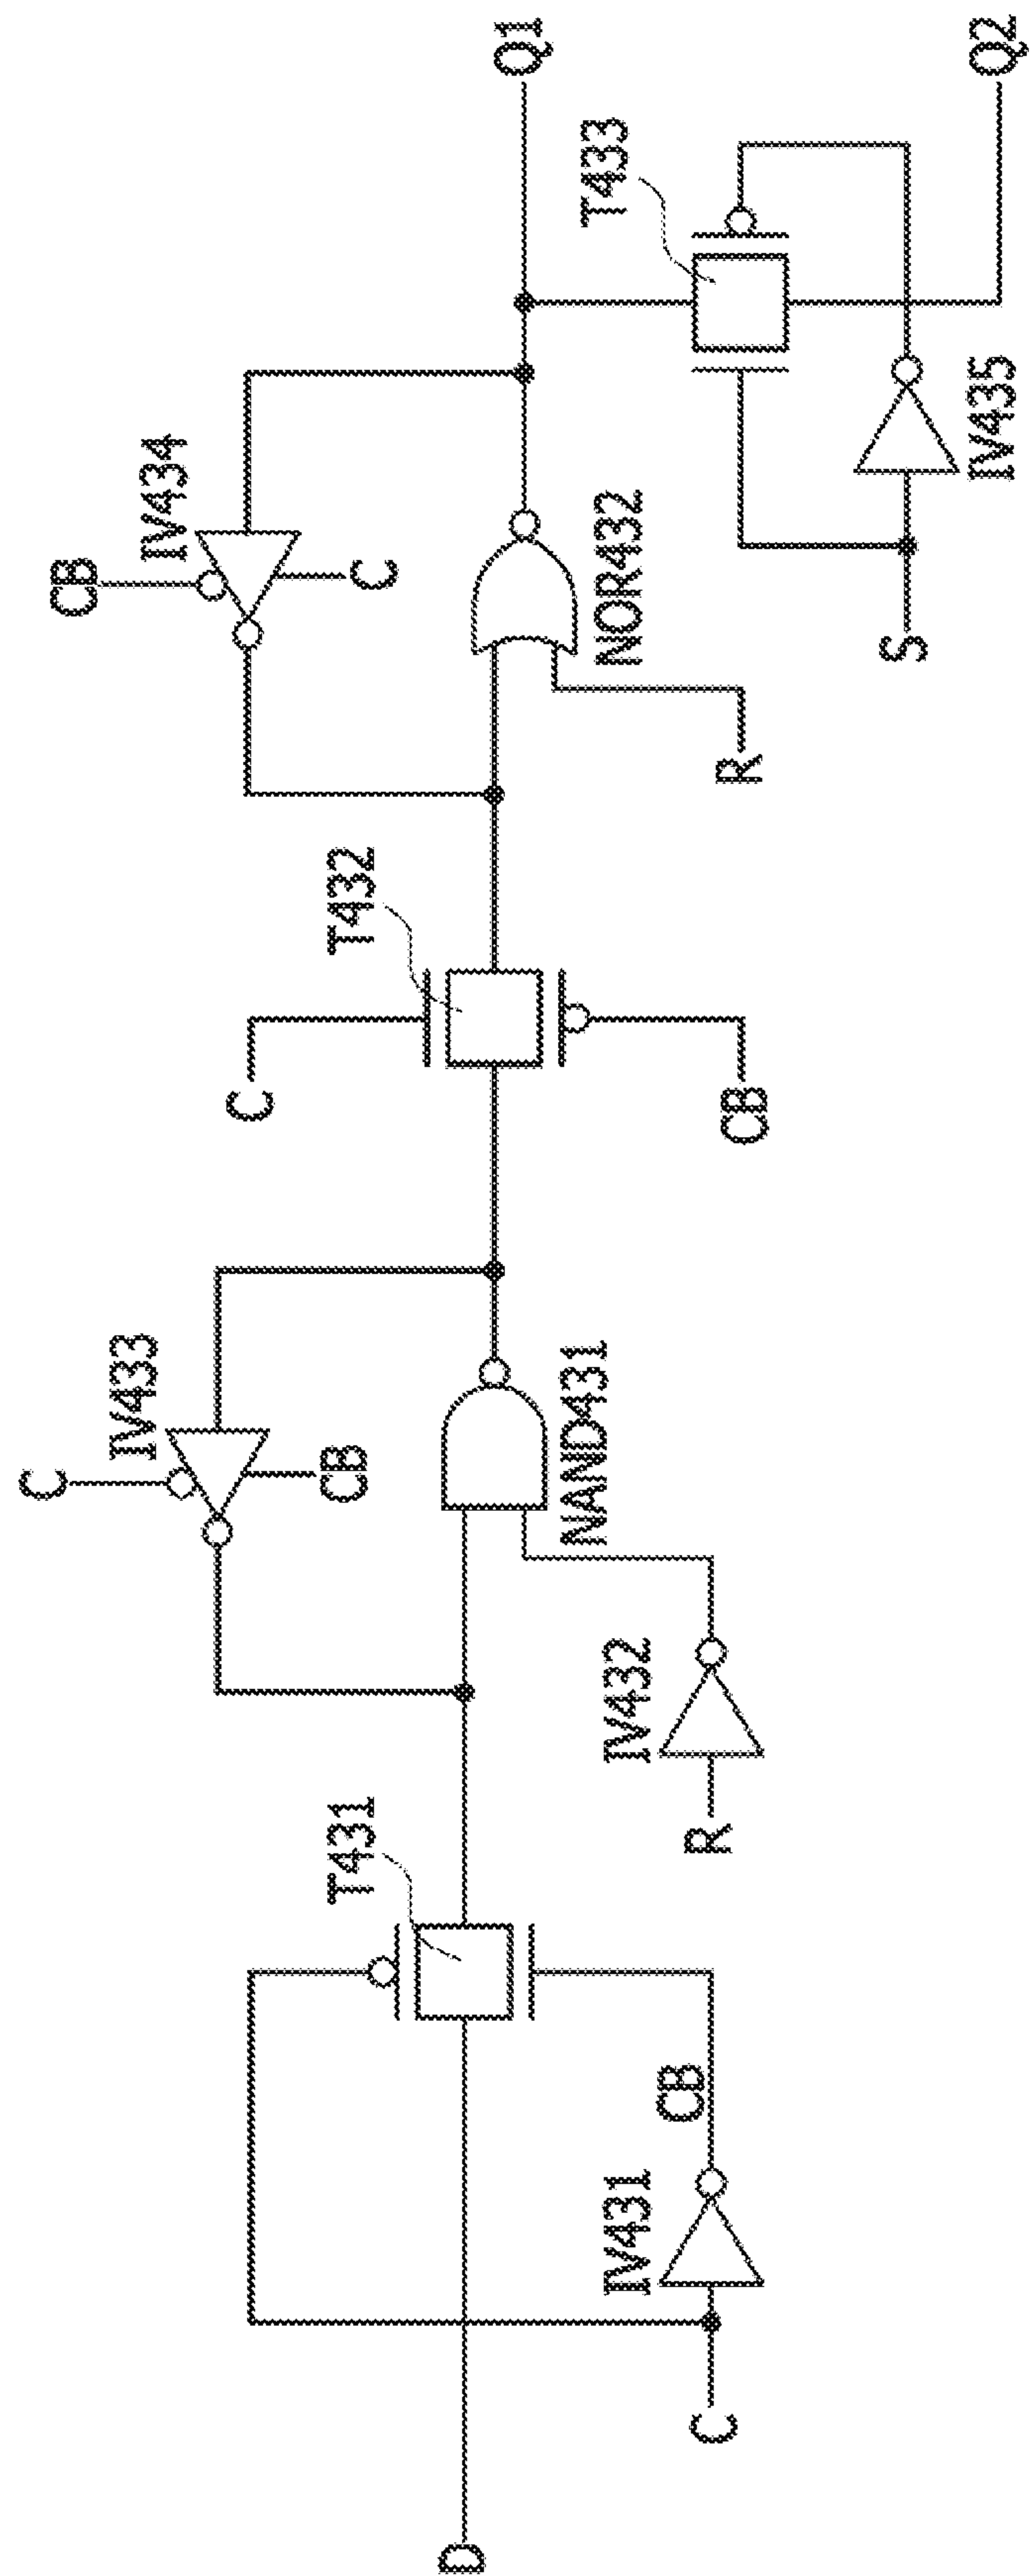 D
C
IV431
CB
T431
R
IV432
C
IV433
CB
NAND431
C
T432
CB
CB
IV434
C
NOR432
R
T433
S
IV435
Q1
Q2